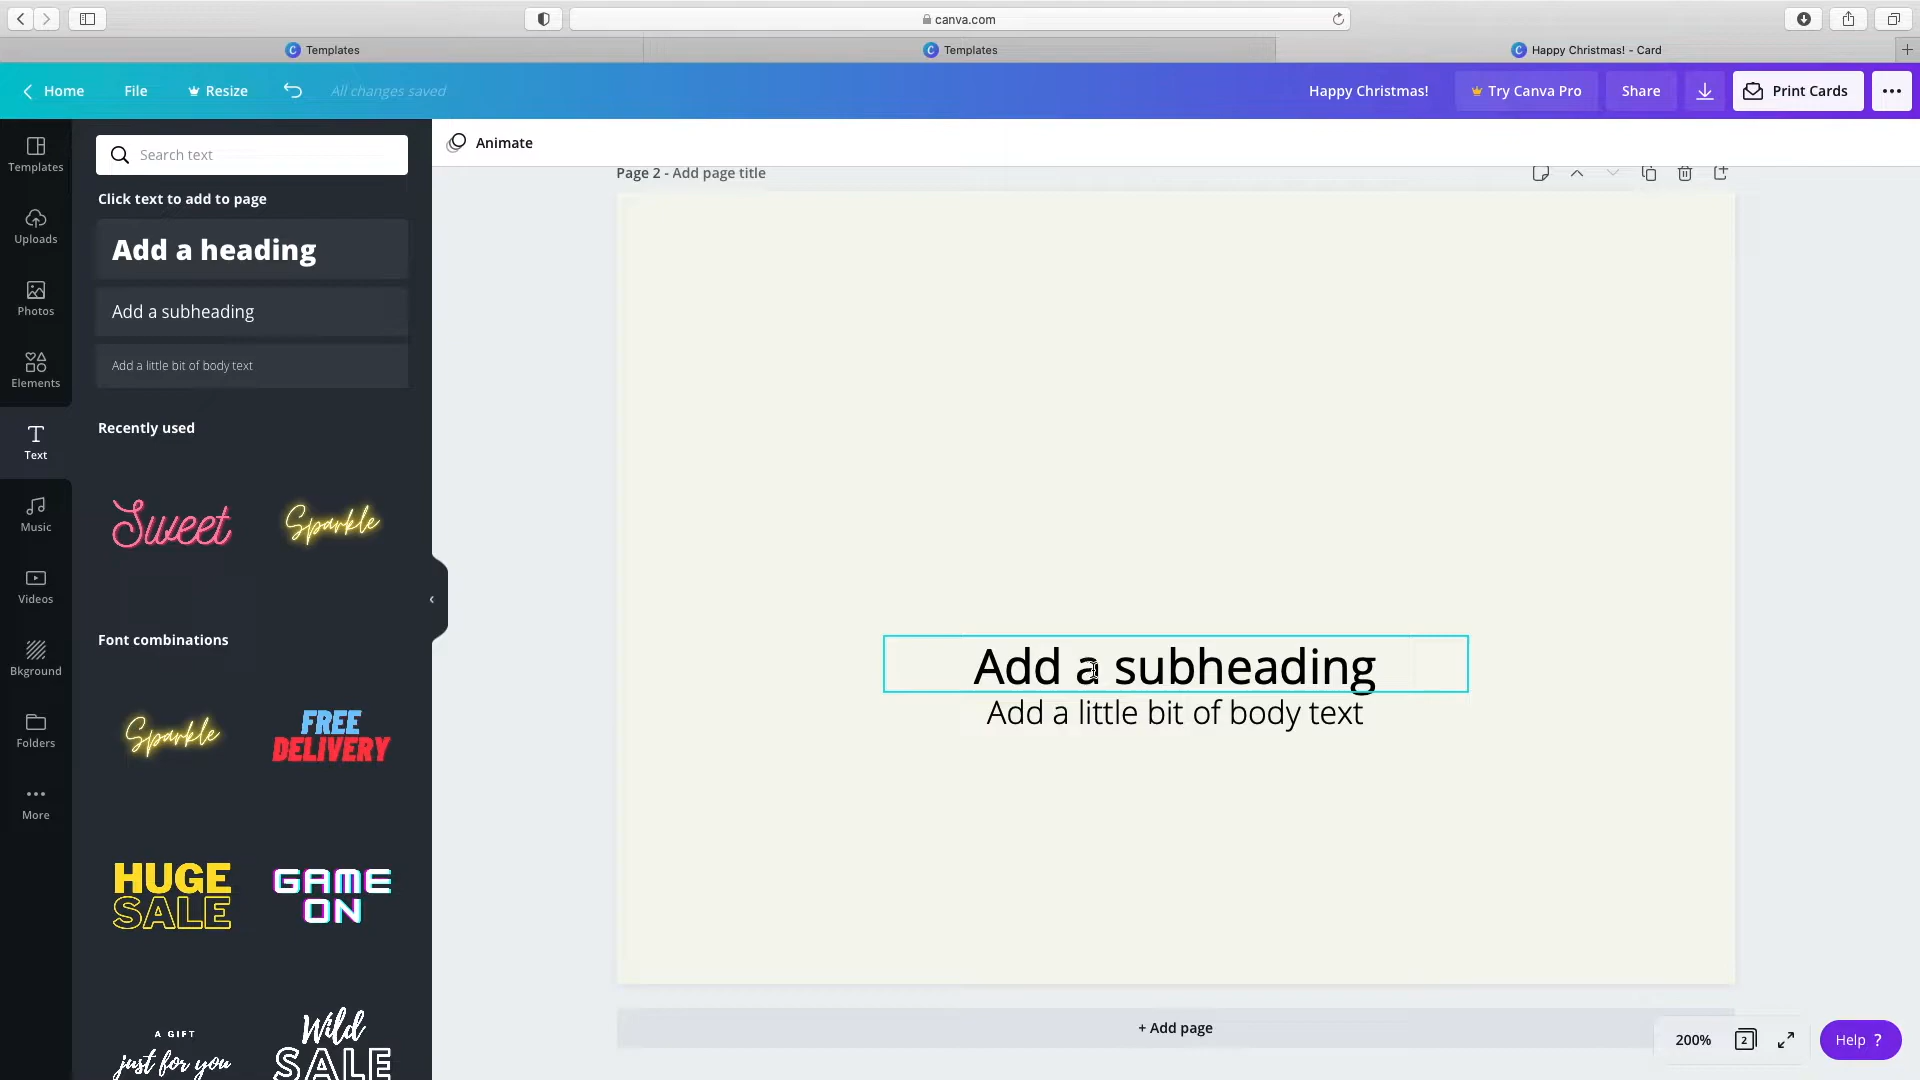 canva.com
Templates
Templates
Happy Christmas! - Card
Home
File
Resize
All changes saved
Happy Christmas!
Try Canva Pro
Share
Print Cards
Templates
Uploads
Photos
Elements
Text
Music
Videos
Bkground
Folders
More
Search text
Click text to add to page
Add a heading
Add a subheading
Add a little bit of body text
Recently used
Sweet
Sparkle
Font combinations
Sparkle
FREE
DELIVERY
HUGE
SALE
GAME
ON
A GIFT
just for you
Wild
SALE
Animate
Page 2 - Add page title
Add a subheading
Add a little bit of body text
+ Add page
200%
2
Help ?